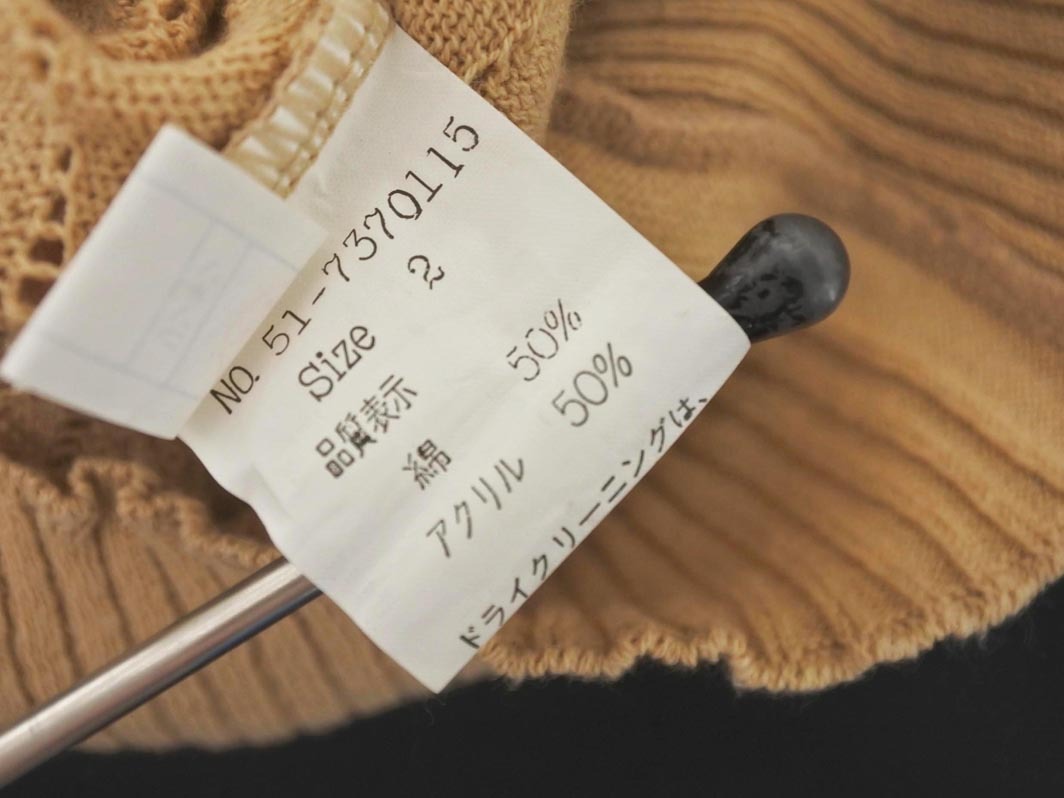 NO. 51-7370115
Size 2
品質表示
綿 50%
アクリル 50%
ドライクリーニングは、